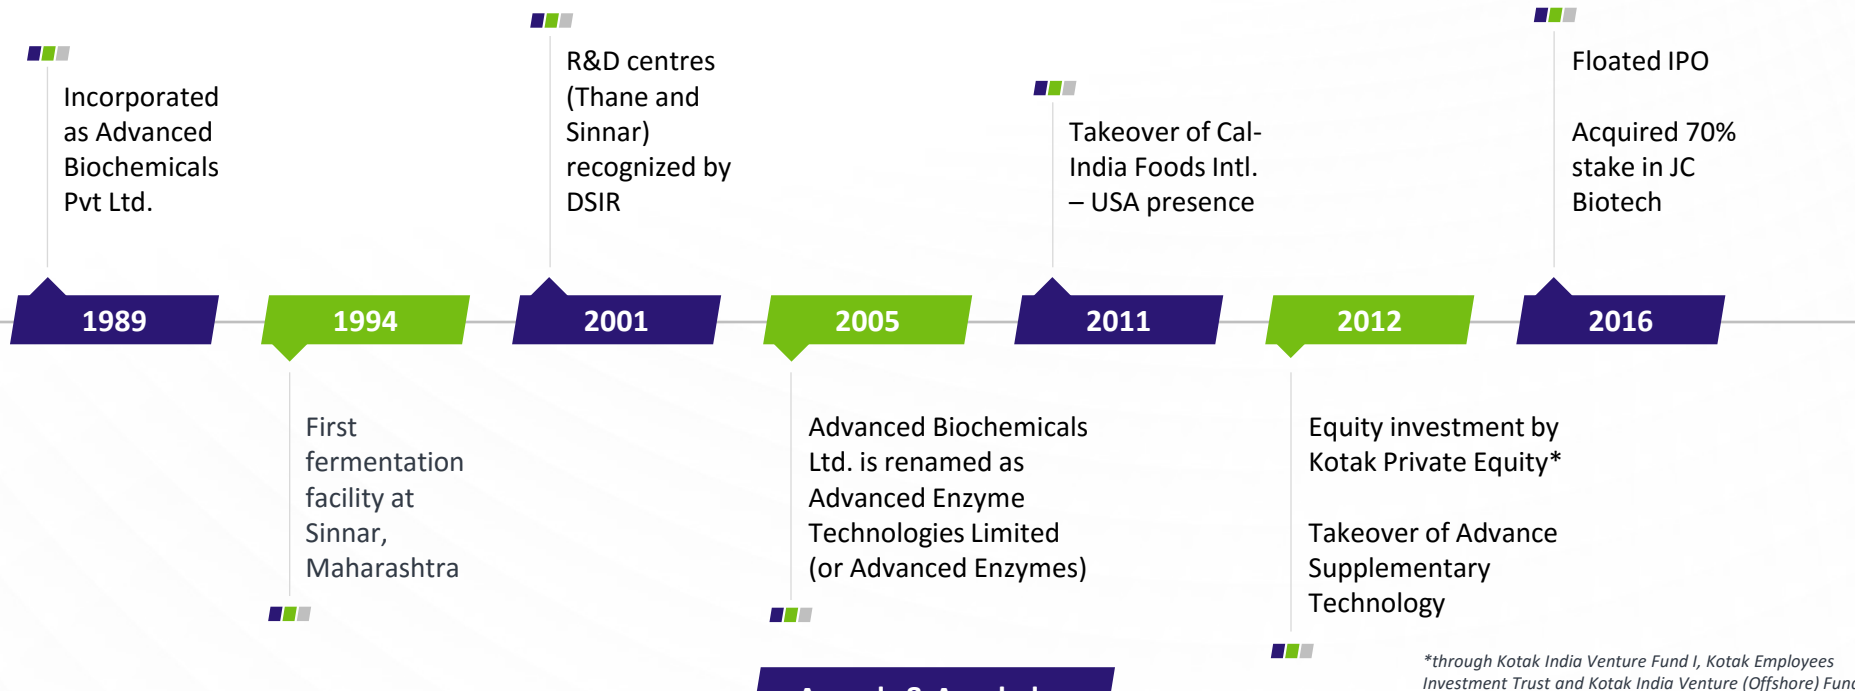 Incorporated
as Advanced
Biochemicals
Pvt Ltd.
R&D centres
(Thane and
Sinnar)
recognized by
DSIR
Takeover of Cal-
India Foods Intl.
– USA presence
Floated IPO
Acquired 70%
stake in JC
Biotech
1989
1994
2001
2005
2011
2012
2016
First
fermentation
facility at
Sinnar,
Maharashtra
Advanced Biochemicals
Ltd. is renamed as
Advanced Enzyme
Technologies Limited
(or Advanced Enzymes)
Equity investment by
Kotak Private Equity*
Takeover of Advance
Supplementary
Technology
*through Kotak India Venture Fund I, Kotak Employees
Investment Trust and Kotak India Venture (Offshore) Fund